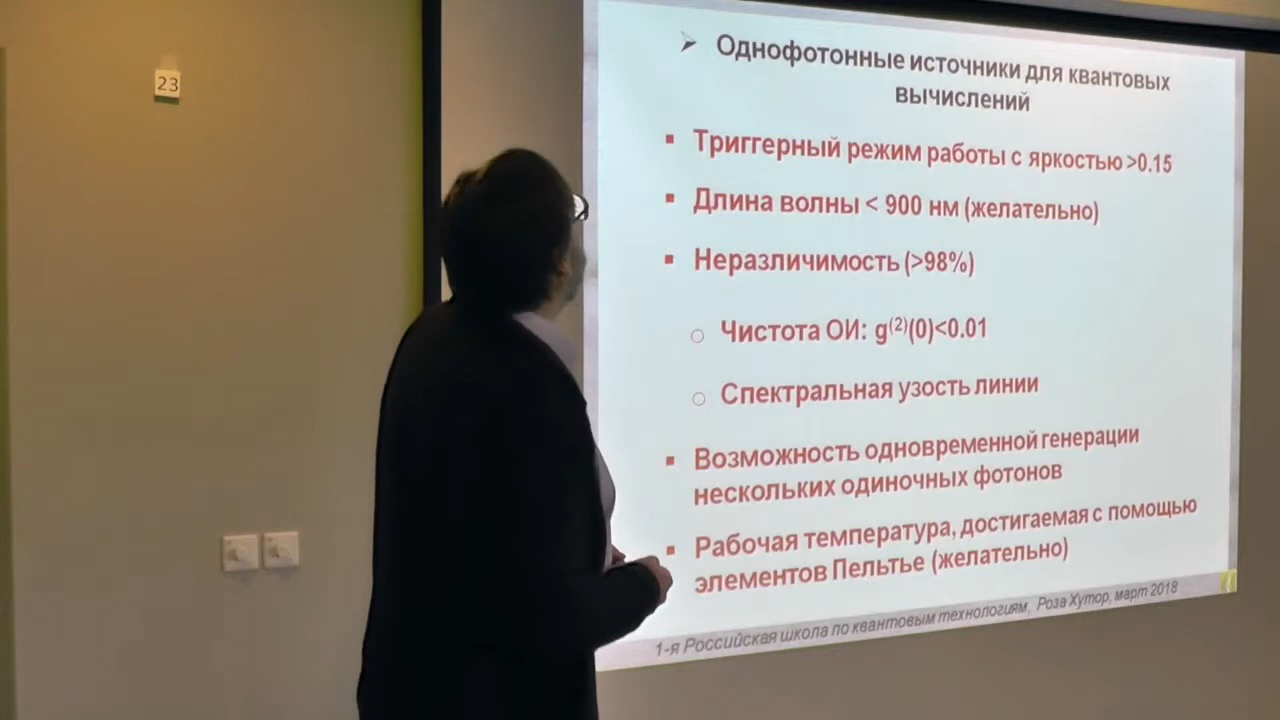 23
➢ Однофотонные источники для квантовых
вычислений
▪ Триггерный режим работы с яркостью >0.15
▪ Длина волны < 900 нм (желательно)
▪ Неразличимость (>98%)
○ Чистота ОИ: g⁽²⁾(0)<0.01
○ Спектральная узость линии
▪ Возможность одновременной генерации
нескольких одиночных фотонов
▪ Рабочая температура, достигаемая с помощью
элементов Пельтье (желательно)
1-я Российская школа по квантовым технологиям, Роза Хутор, март 2018